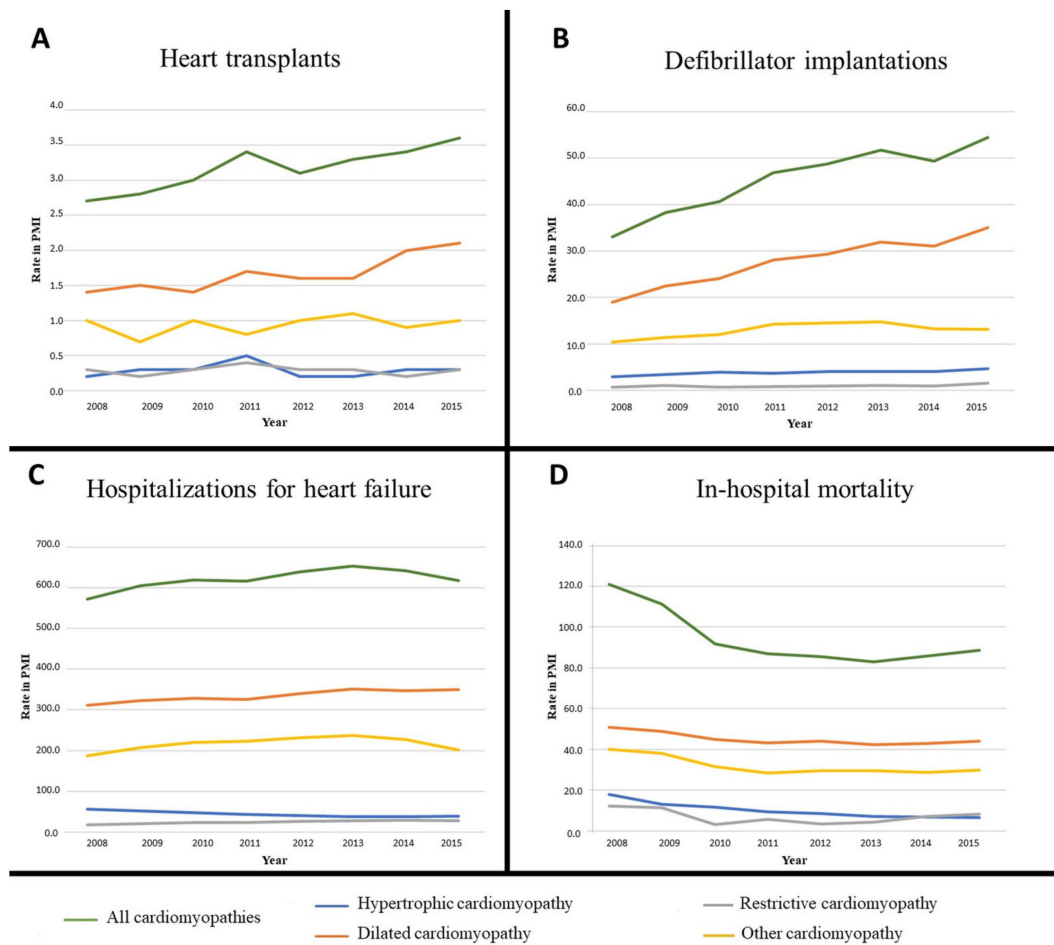 A
Heart transplants
4.0
3.5
3.0
2.5
2.0
1.5
1.0
0.5
0.0
Rate in PMI
2008 2009 2010 2011 2012 2013 2014 2015
Year
B
Defibrillator implantations
60.0
50.0
40.0
30.0
20.0
10.0
0.0
Rate in PMI
2008 2009 2010 2011 2012 2013 2014 2015
Year
C
Hospitalizations for heart failure
700.0
600.0
500.0
400.0
300.0
200.0
100.0
0.0
Rate in PMI
2008 2009 2010 2011 2012 2013 2014 2015
Year
D
In-hospital mortality
140.0
120.0
100.0
80.0
60.0
40.0
20.0
0.0
Rate in PMI
2008 2009 2010 2011 2012 2013 2014 2015
Year
All cardiomyopathies
Hypertrophic cardiomyopathy
Dilated cardiomyopathy
Restrictive cardiomyopathy
Other cardiomyopathy